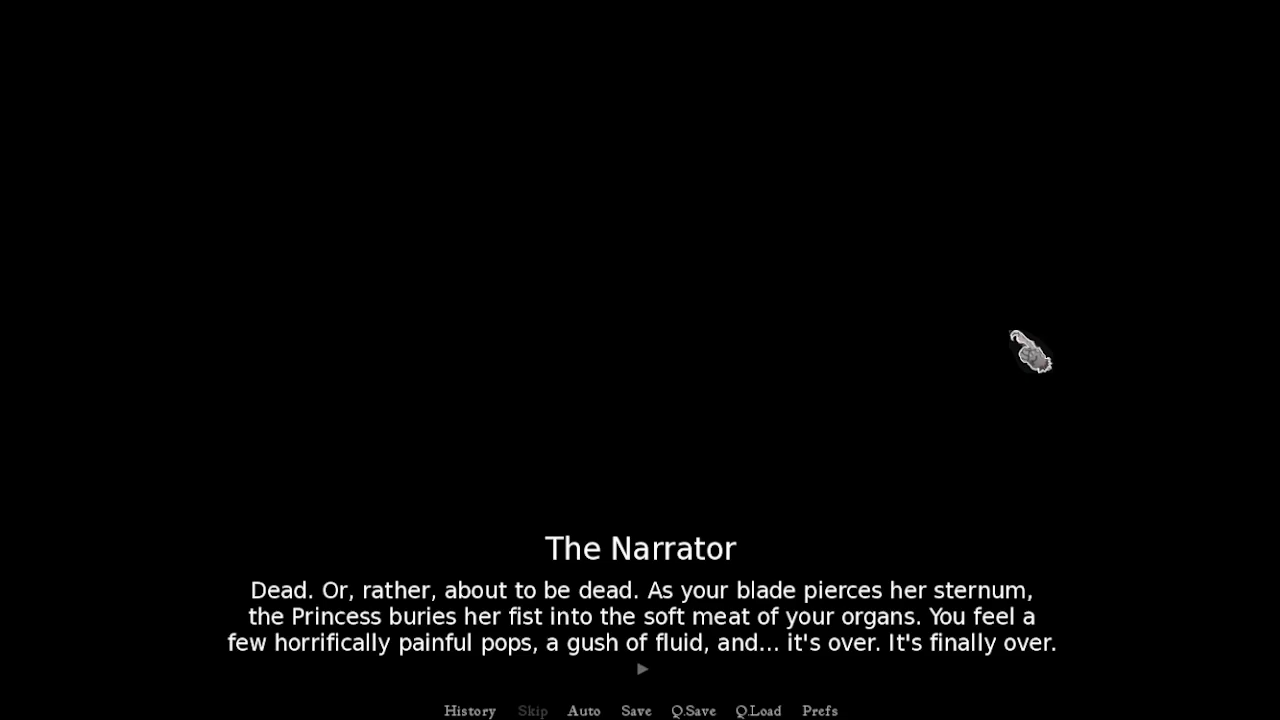 The Narrator
Dead. Or, rather, about to be dead. As your blade pierces her sternum,
the Princess buries her fist into the soft meat of your organs. You feel a
few horrifically painful pops, a gush of fluid, and... it's over. It's finally over.
History Skip Auto Save Q.Save Q.Load Prefs